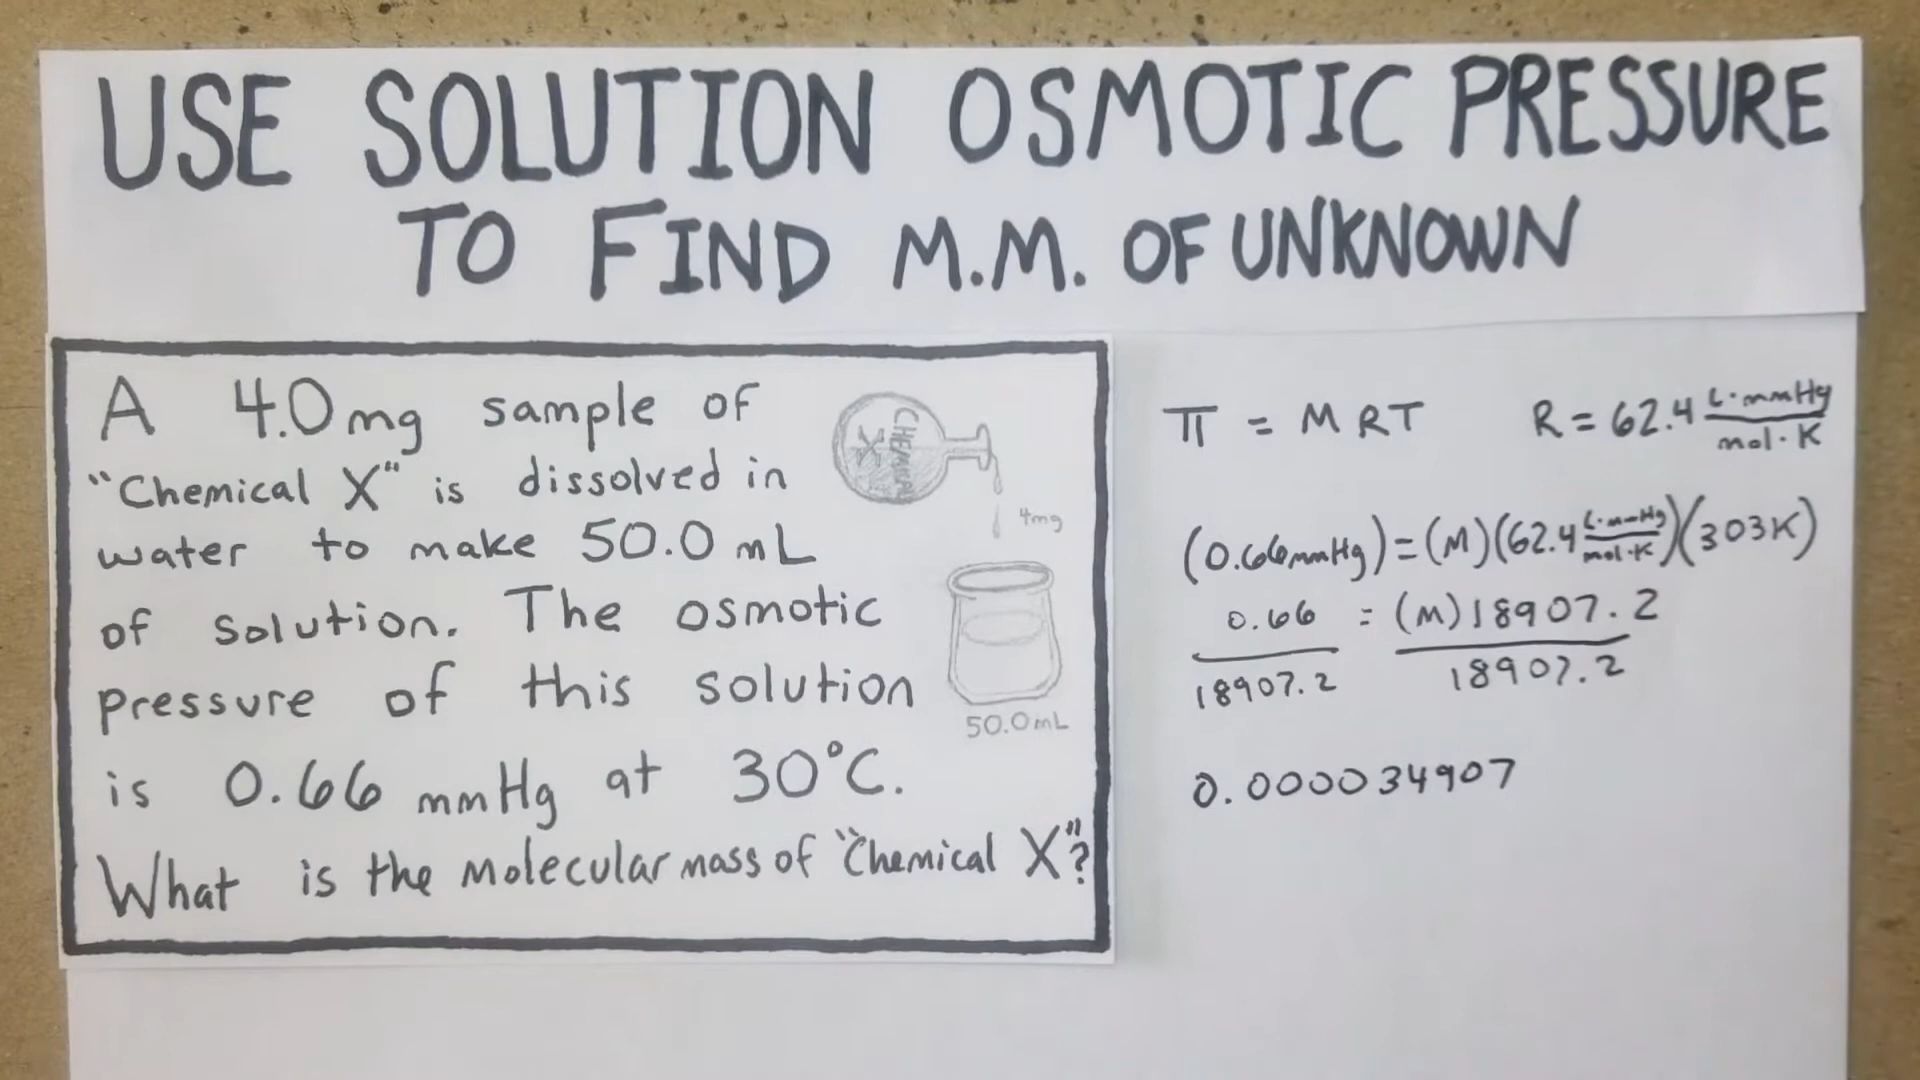 USE SOLUTION OSMOTIC PRESSURE
TO FIND M.M. OF UNKNOWN
A 4.0mg sample of
"Chemical X" is dissolved in
water to make 50.0 mL
of solution. The osmotic
pressure of this solution
is 0.66 mmHg at 30°C.
What is the Molecular mass of "Chemical X"?
CHEMICAL
X
4mg
50.0mL
π = MRT R = 62.4 L·mmHg / mol·K
(0.66mmHg) = (M)(62.4 L·mmHg / mol·K)(303K)
0.66 = (M)18907.2
18907.2 18907.2
0.000034907